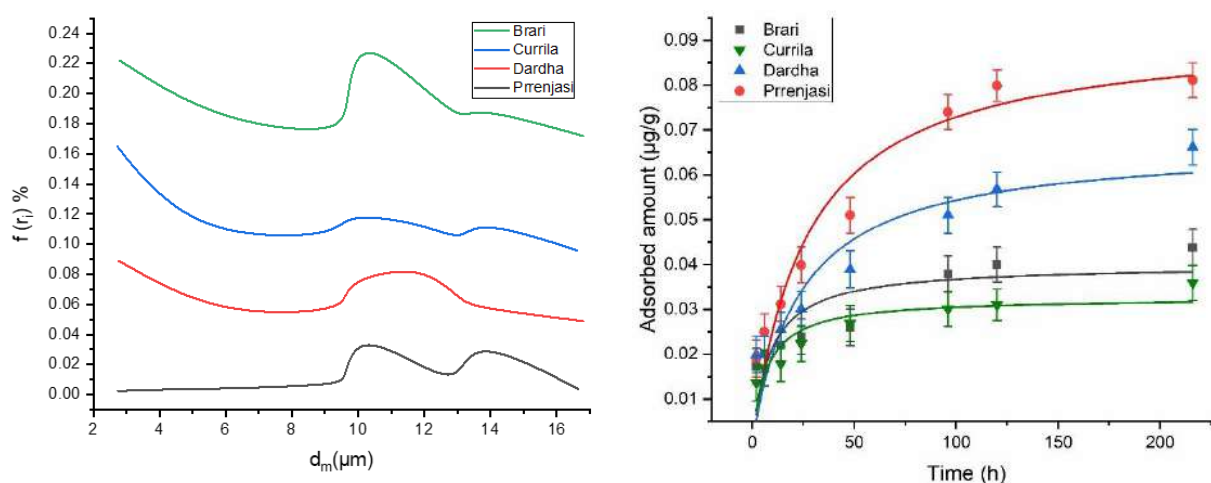 0.24
0.22
0.20
0.18
0.16
0.14
0.12
0.10
0.08
0.06
0.04
0.02
0.00
f (rᵢ) %
2 4 6 8 10 12 14 16
dₘ(µm)
Brari
Currila
Dardha
Prrenjasi
0.09
0.08
0.07
0.06
0.05
0.04
0.03
0.02
0.01
Adsorbed amount (µg/g)
0 50 100 150 200
Time (h)
Brari
Currila
Dardha
Prrenjasi